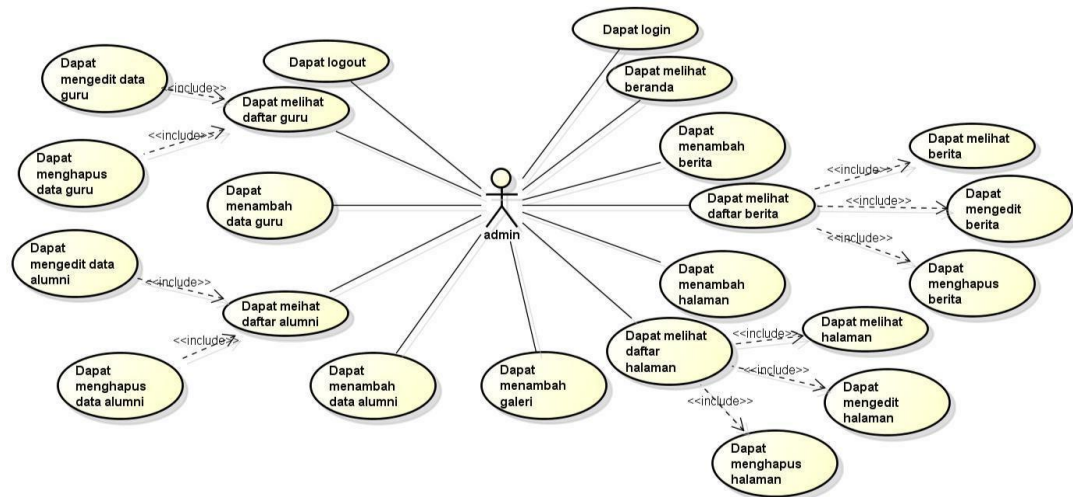 Dapat login
Dapat logout
Dapat
mengedit data
guru
<<include>>
Dapat melihat
beranda
Dapat melihat
daftar guru
<<include>>
Dapat
menghapus
data guru
Dapat
menambah
berita
Dapat melihat
berita
<<include>>
Dapat
menambah
data guru
admin
Dapat melihat
daftar berita
<<include>>
Dapat
mengedit
berita
<<include>>
Dapat
menghapus
berita
Dapat
mengedit data
alumni
<<include>>
Dapat meihat
daftar alumni
<<include>>
Dapat
menghapus
data alumni
Dapat
menambah
halaman
Dapat melihat
daftar
halaman
<<include>>
Dapat melihat
halaman
<<include>>
Dapat
mengedit
halaman
<<include>>
Dapat
menghapus
halaman
Dapat
menambah
data alumni
Dapat
menambah
galeri